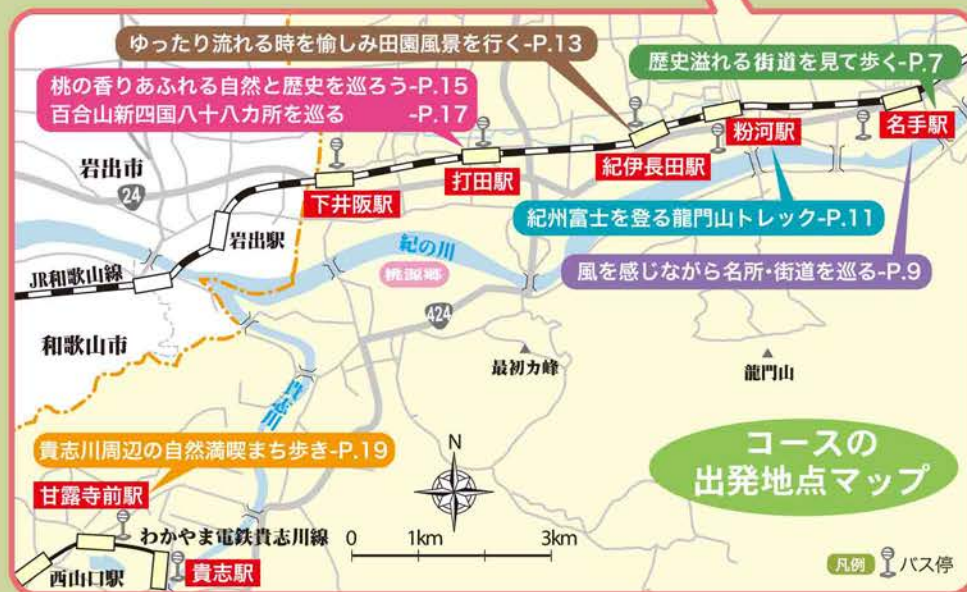 ゆったり流れる時を愉しみ田園風景を行く-P.13
歴史溢れる街道を見て歩く-P.7
桃の香りあふれる自然と歴史を巡ろう-P.15
百合山新四国八十八カ所を巡る -P.17
名手駅
粉河駅
紀伊長田駅
打田駅
下井阪駅
岩出市
24
岩出駅
紀州富士を登る龍門山トレック-P.11
紀の川
桃源郷
風を感じながら名所・街道を巡る-P.9
JR和歌山線
424
和歌山市
最初カ峰
龍門山
貴志川
貴志川周辺の自然満喫まち歩き-P.19
N
コースの
出発地点マップ
甘露寺前駅
わかやま電鉄貴志川線
0 1km 3km
西山口駅
貴志駅
凡例 バス停